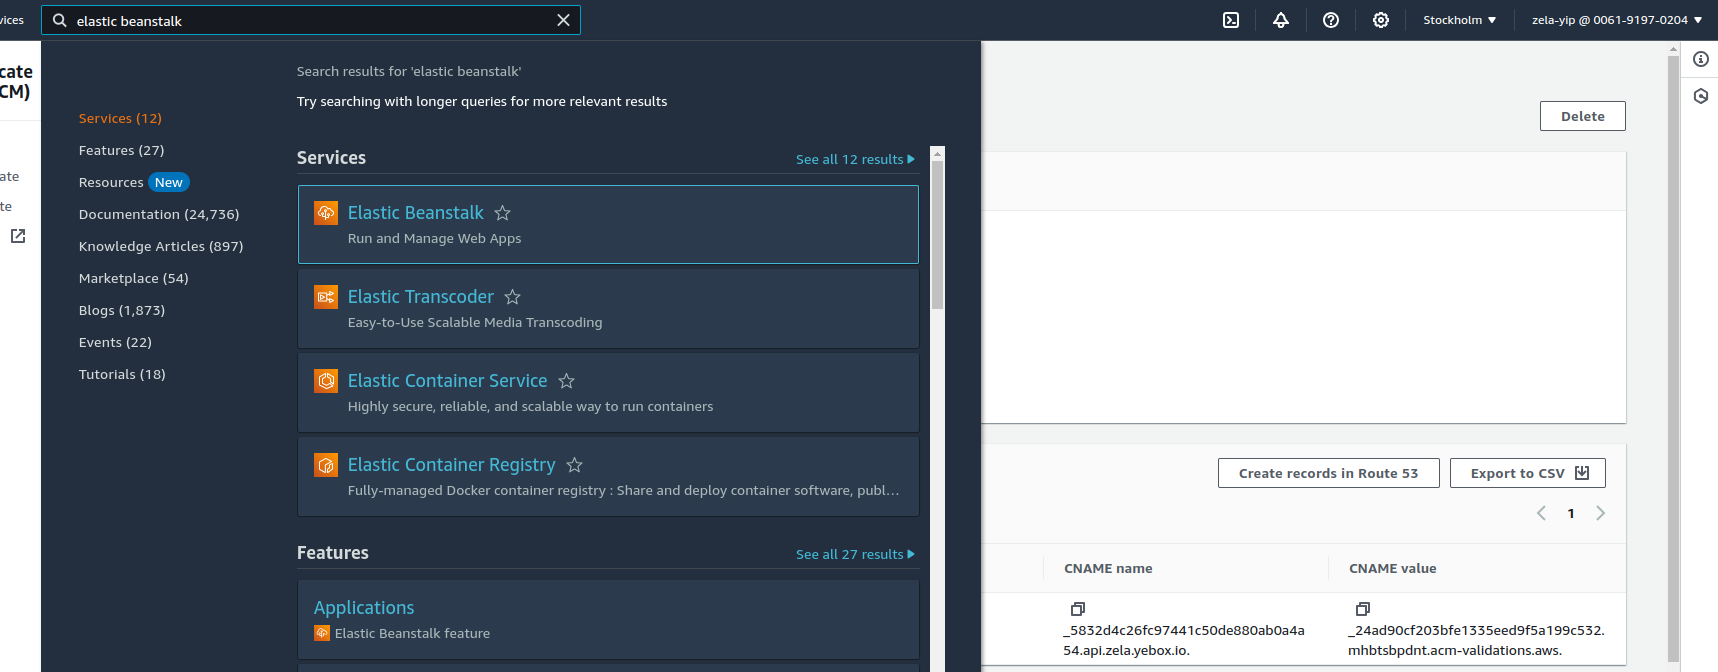 vices
elastic beanstalk
Stockholm
zela-yip @ 0061-9197-0204
cate
CM)
ate
te
Services (12)
Features (27)
Resources New
Documentation (24,736)
Knowledge Articles (897)
Marketplace (54)
Blogs (1,873)
Events (22)
Tutorials (18)
Search results for 'elastic beanstalk'
Try searching with longer queries for more relevant results
Services
See all 12 results
Elastic Beanstalk
Run and Manage Web Apps
Elastic Transcoder
Easy-to-Use Scalable Media Transcoding
Elastic Container Service
Highly secure, reliable, and scalable way to run containers
Elastic Container Registry
Fully-managed Docker container registry : Share and deploy container software, publ...
Features
See all 27 results
Applications
Elastic Beanstalk feature
Delete
Create records in Route 53
Export to CSV
1
CNAME name
CNAME value
_5832d4c26fc97441c50de880ab0a4a
54.api.zela.yebox.io.
_24ad90cf203bfe1335eed9f5a199c532.
mhbtsbpdnt.acm-validations.aws.